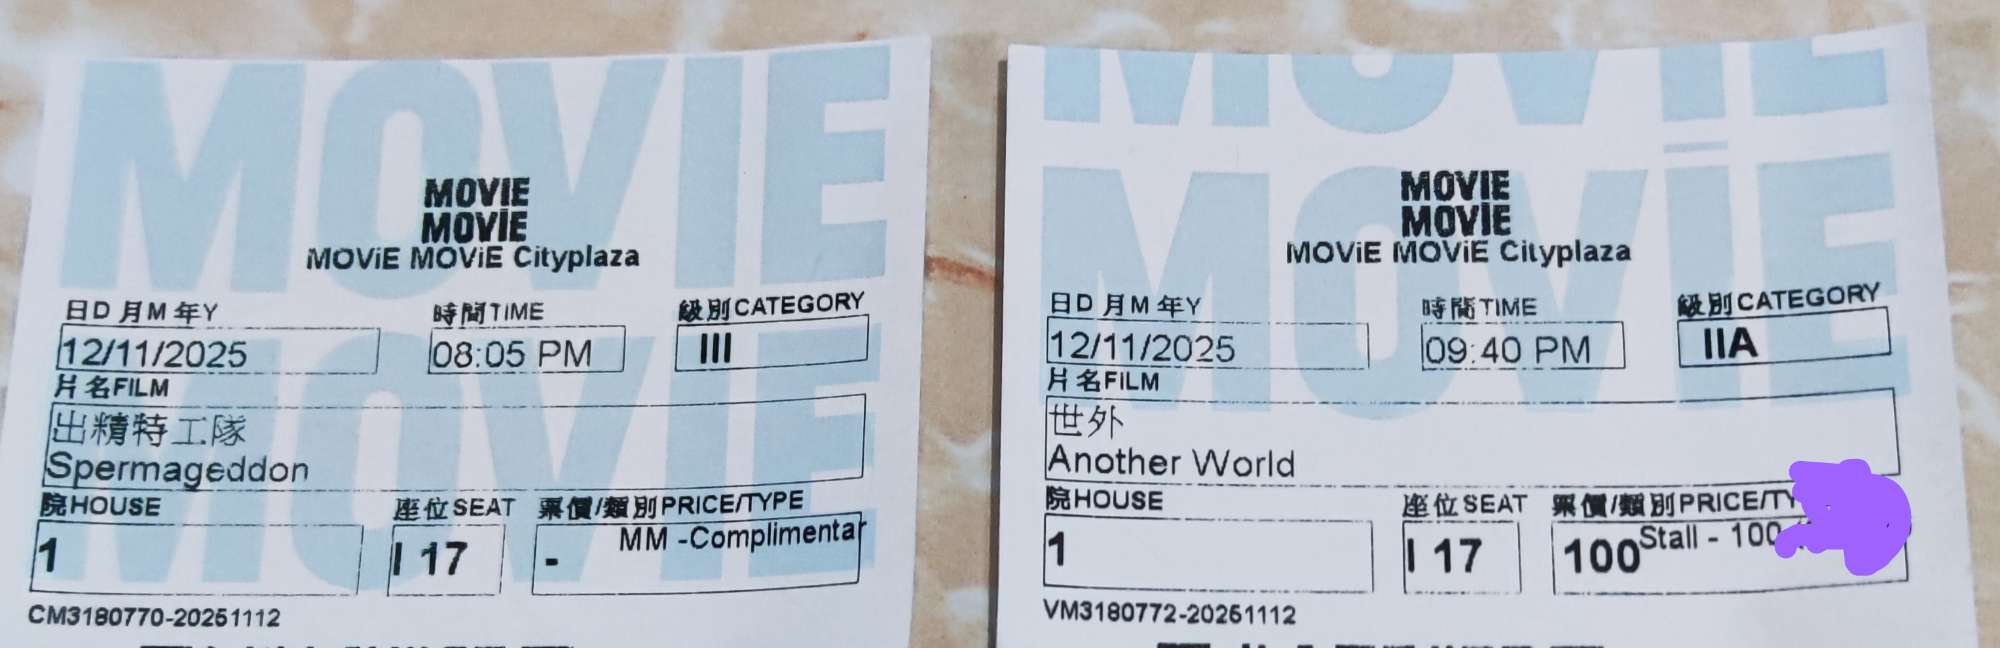 MOVIE
MOVIE
MOViE MOViE Cityplaza
日D 月M 年Y 時間TIME 級別CATEGORY
12/11/2025 08:05 PM III
片名FILM
出精特工隊
Spermageddon
院HOUSE 座位SEAT 票價/類別PRICE/TYPE
1 I 17 - MM -Complimentar
CM3180770-20251112
MOViE
MOViE
MOVIE
MOViE
MOViE MOViE Cityplaza
日D 月M 年Y 時間TIME 級別CATEGORY
12/11/2025 09:40 PM IIA
片名FILM
世外
Another World
院HOUSE 座位SEAT 票價/類別PRICE/TY
1 I 17 100 Stall - 100
VM3180772-20251112
MOViE
MOViE